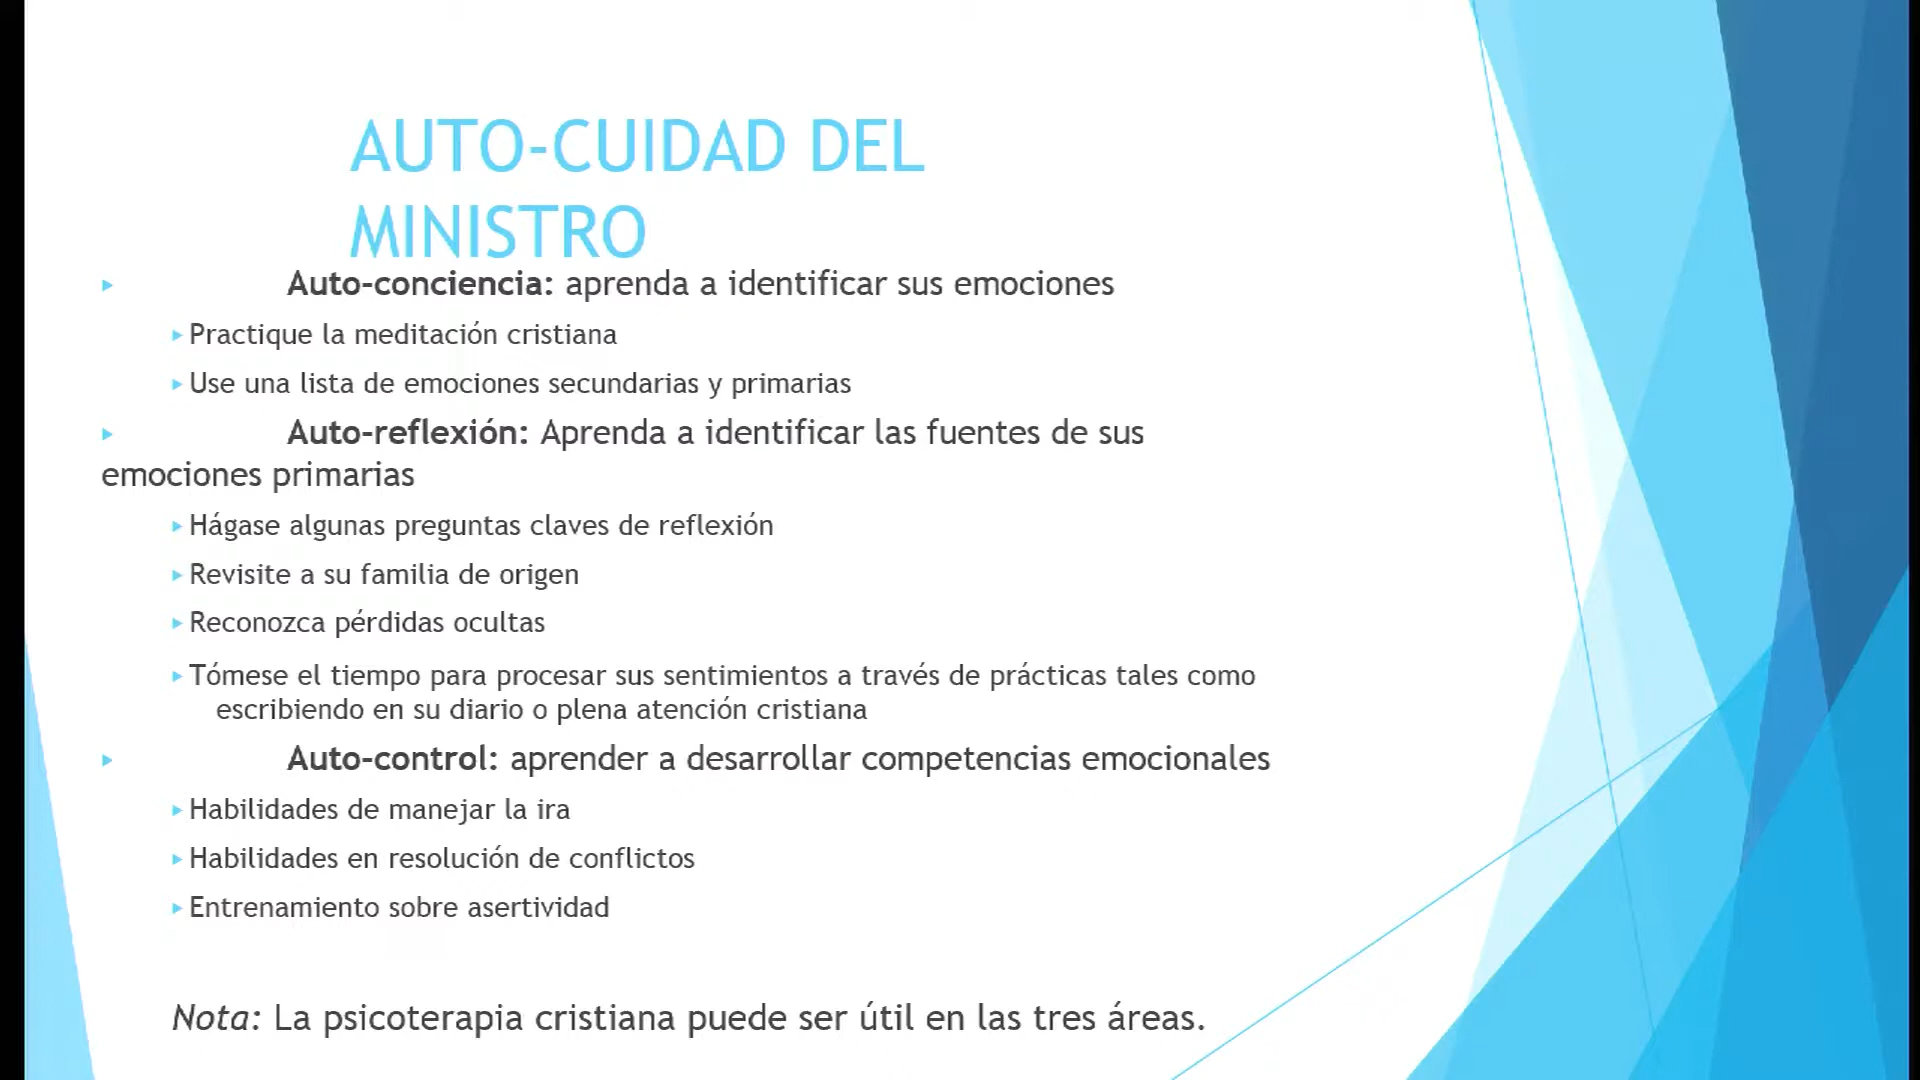 AUTO-CUIDAD DEL
MINISTRO
Auto-conciencia: aprenda a identificar sus emociones
Practique la meditación cristiana
Use una lista de emociones secundarias y primarias
Auto-reflexión: Aprenda a identificar las fuentes de sus
emociones primarias
Hágase algunas preguntas claves de reflexión
Revisite a su familia de origen
Reconozca pérdidas ocultas
Tómese el tiempo para procesar sus sentimientos a través de prácticas tales como
escribiendo en su diario o plena atención cristiana
Auto-control: aprender a desarrollar competencias emocionales
Habilidades de manejar la ira
Habilidades en resolución de conflictos
Entrenamiento sobre asertividad
Nota: La psicoterapia cristiana puede ser útil en las tres áreas.